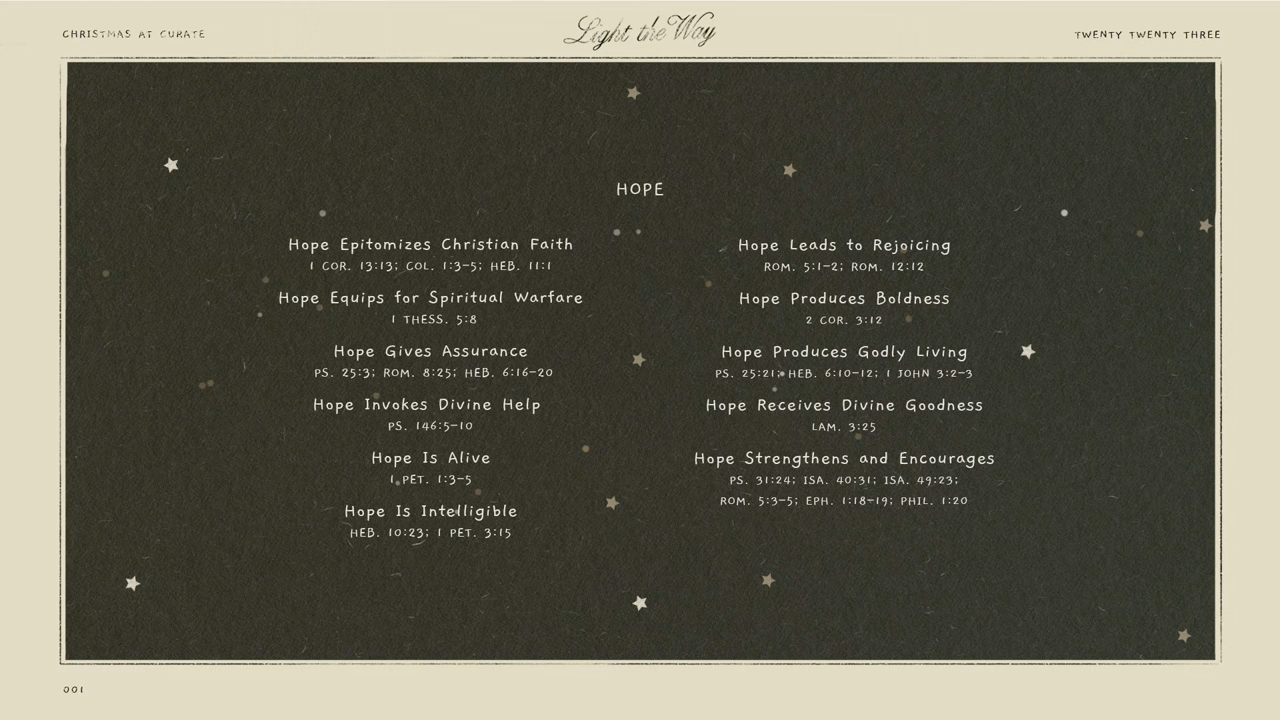 CHRISTMAS AT CURATE
Light the Way
TWENTY TWENTY THREE
HOPE
Hope Epitomizes Christian Faith
1 COR. 13:13; COL. 1:3-5; HEB. 11:1
Hope Equips for Spiritual Warfare
1 THESS. 5:8
Hope Gives Assurance
PS. 25:3; ROM. 8:25; HEB. 6:16-20
Hope Invokes Divine Help
PS. 146:5-10
Hope Is Alive
1 PET. 1:3-5
Hope Is Intelligible
HEB. 10:23; 1 PET. 3:15
Hope Leads to Rejoicing
ROM. 5:1-2; ROM. 12:12
Hope Produces Boldness
2 COR. 3:12
Hope Produces Godly Living
PS. 25:21; HEB. 6:10-12; 1 JOHN 3:2-3
Hope Receives Divine Goodness
LAM. 3:25
Hope Strengthens and Encourages
PS. 31:24; ISA. 40:31; ISA. 49:23;
ROM. 5:3-5; EPH. 1:18-19; PHIL. 1:20
001